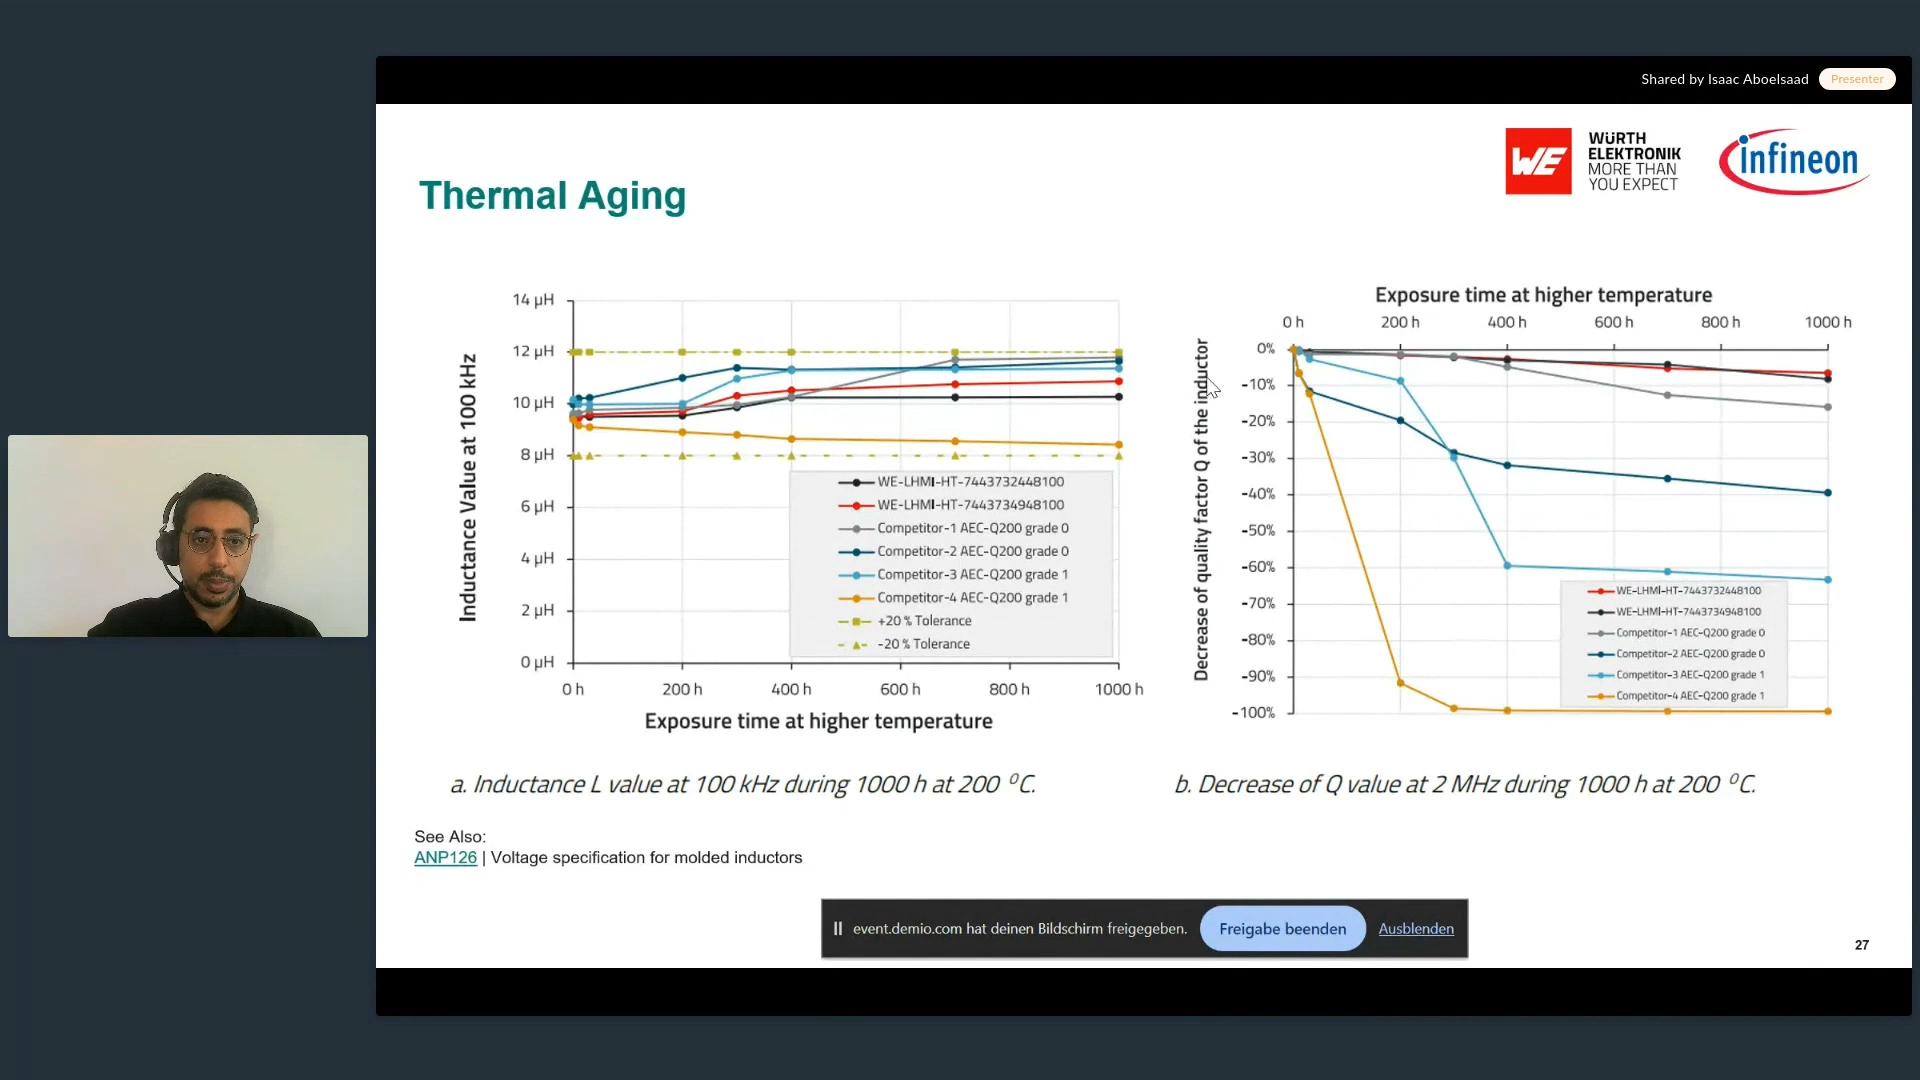 Shared by Isaac Aboelsaad Presenter
WE
WÜRTH
ELEKTRONIK
MORE THAN
YOU EXPECT
infineon
Thermal Aging
Inductance Value at 100 kHz
14 µH
12 µH
10 µH
8 µH
6 µH
4 µH
2 µH
0 µH
0 h 200 h 400 h 600 h 800 h 1000 h
Exposure time at higher temperature
WE-LHMI-HT-7443732448100
WE-LHMI-HT-7443734948100
Competitor-1 AEC-Q200 grade 0
Competitor-2 AEC-Q200 grade 0
Competitor-3 AEC-Q200 grade 1
Competitor-4 AEC-Q200 grade 1
+20 % Tolerance
-20 % Tolerance
a. Inductance L value at 100 kHz during 1000 h at 200 ⁰C.
Exposure time at higher temperature
0 h 200 h 400 h 600 h 800 h 1000 h
Decrease of quality factor Q of the inductor
0%
-10%
-20%
-30%
-40%
-50%
-60%
-70%
-80%
-90%
-100%
WE-LHMI-HT-7443732448100
WE-LHMI-HT-7443734948100
Competitor-1 AEC-Q200 grade 0
Competitor-2 AEC-Q200 grade 0
Competitor-3 AEC-Q200 grade 1
Competitor-4 AEC-Q200 grade 1
b. Decrease of Q value at 2 MHz during 1000 h at 200 ⁰C.
See Also:
ANP126 | Voltage specification for molded inductors
event.demio.com hat deinen Bildschirm freigegeben. Freigabe beenden Ausblenden
27